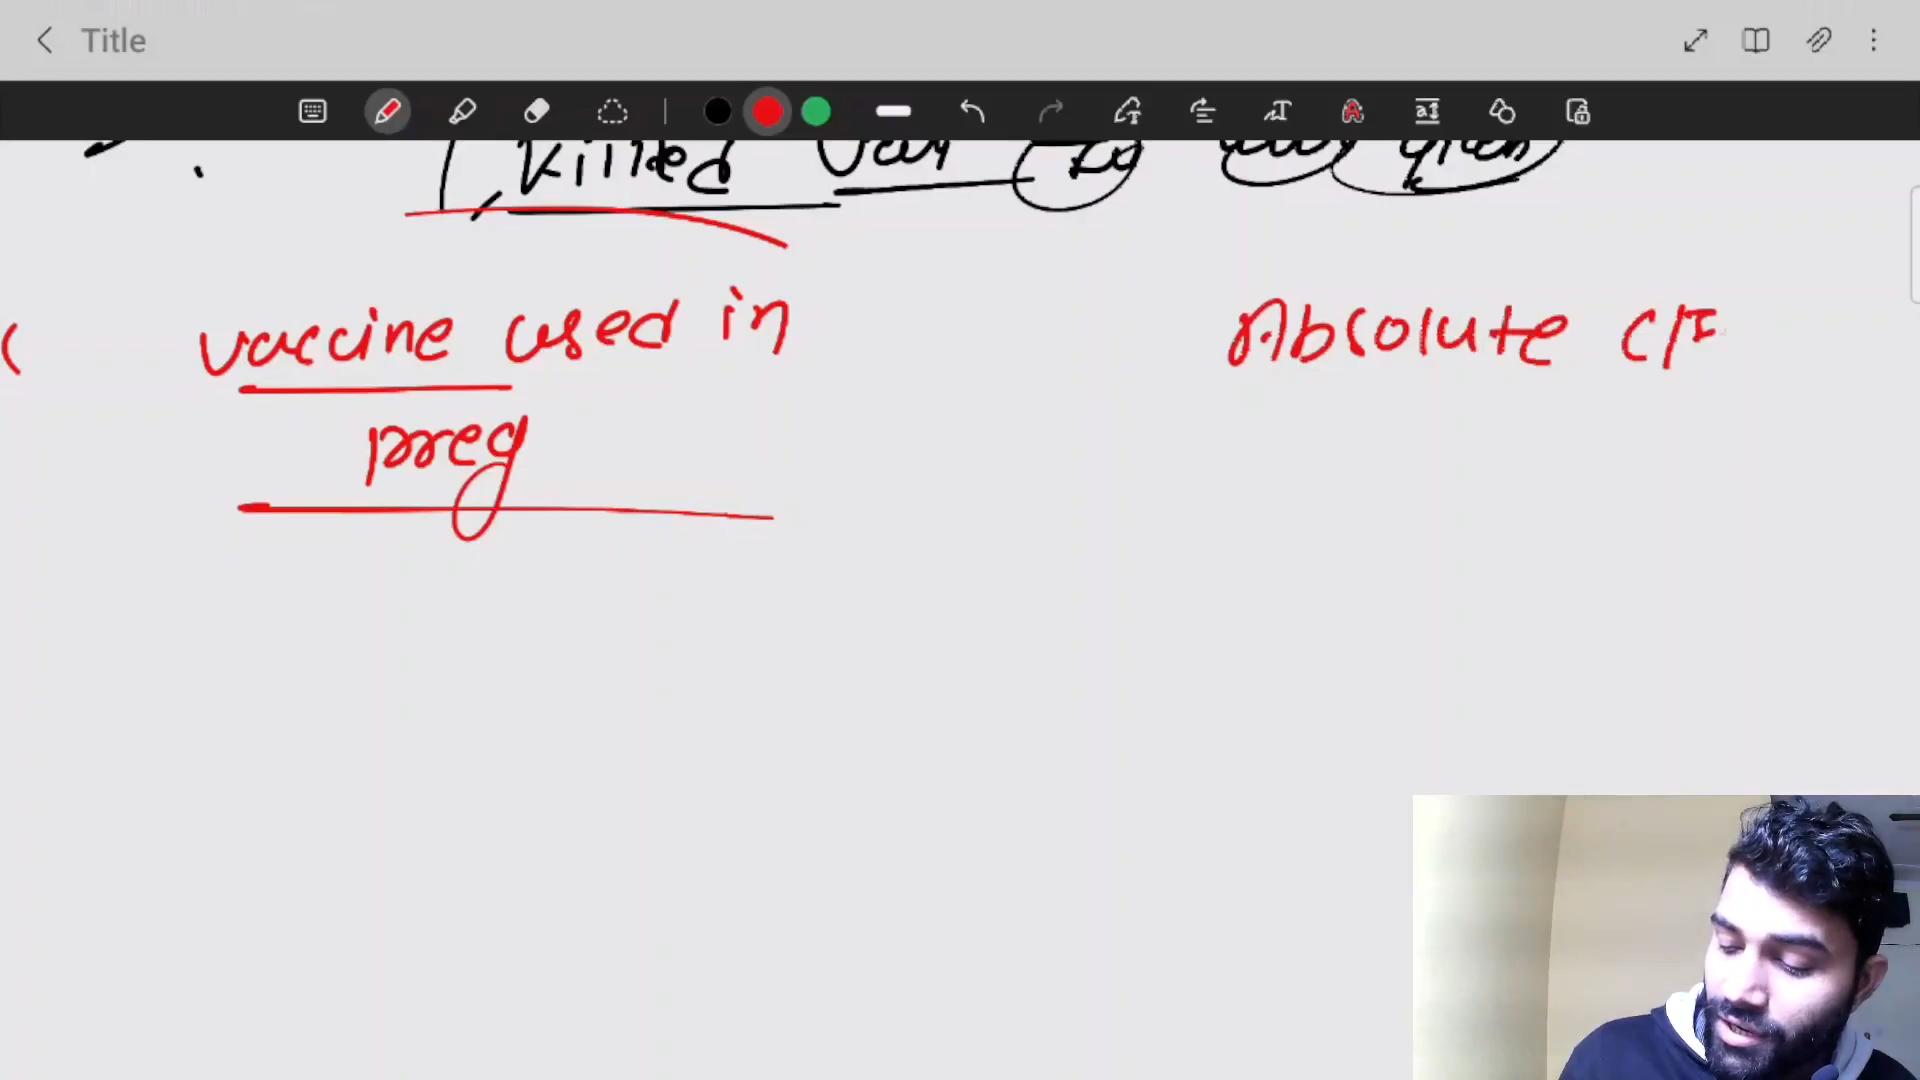 Title
Killed
vaccine used in
preg
Absolute C/I